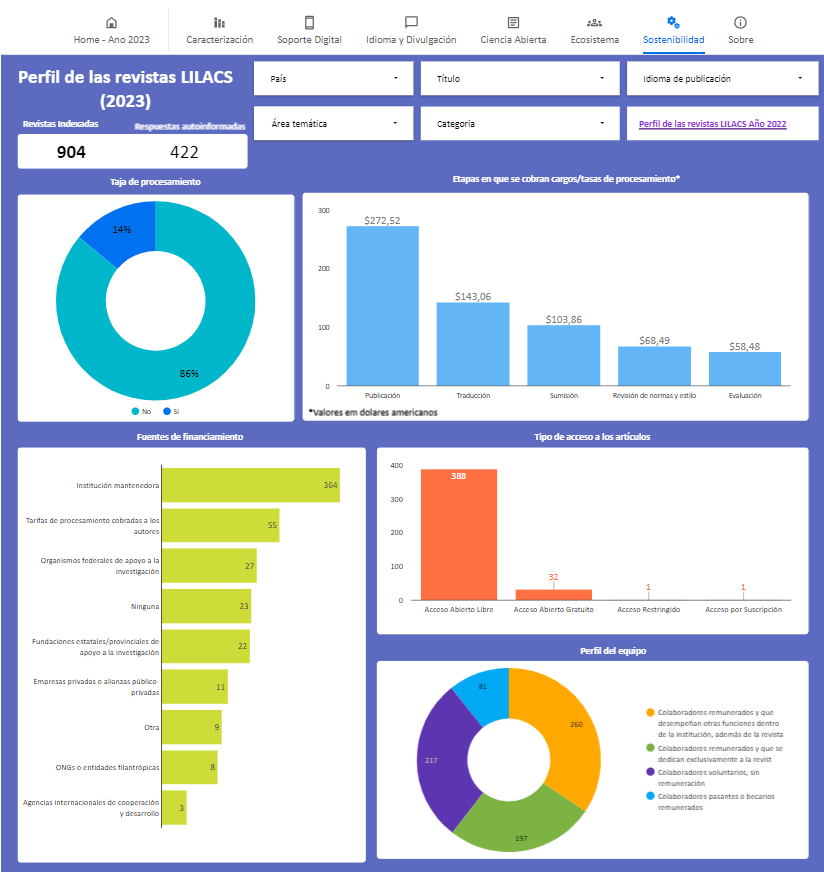 Home - Ano 2023
Caracterización
Soporte Digital
Idioma y Divulgación
Ciencia Abierta
Ecosistema
Sostenibilidad
Sobre
Perfil de las revistas LILACS
(2023)
Revistas Indexadas
Respuestas autoinformadas
904
422
País
Título
Idioma de publicación
Área temática
Categoria
Perfil de las revistas LILACS Año 2022
Taja de procesamiento
14%
86%
No
Si
Etapas en que se cobran cargos/tasas de procesamiento*
300
200
100
0
$272,52
$143,06
$103,86
$68,49
$58,48
Publicación
Traducción
Sumisión
Revisión de normas y estilo
Evaluación
*Valores em dolares americanos
Fuentes de financiamiento
Institución mantenedora
364
Tarifas de procesamiento cobradas a los
autores
55
Organismos federales de apoyo a la
investigación
27
Ninguna
23
Fundaciones estatales/provinciales de
apoyo a la investigación
22
Empresas privadas o alianzas público-
privadas
11
Otra
9
ONGs o entidades filantrópicas
8
Agencias internacionales de cooperación
y desarrollo
3
Tipo de acceso a los artículos
400
300
200
100
0
388
32
1
1
Acceso Abierto Libre
Acceso Abierto Gratuito
Acceso Restringido
Acceso por Suscripción
Perfil del equipo
81
260
217
197
Colaboradores remunerados y que
desempeñan otras funciones dentro
de la institución, además de la revista
Colaboradores remunerados y que se
dedican exclusivamente a la revist
Colaboradores voluntarios, sin
remuneración
Colaboradores pasantes o becarios
remunerados